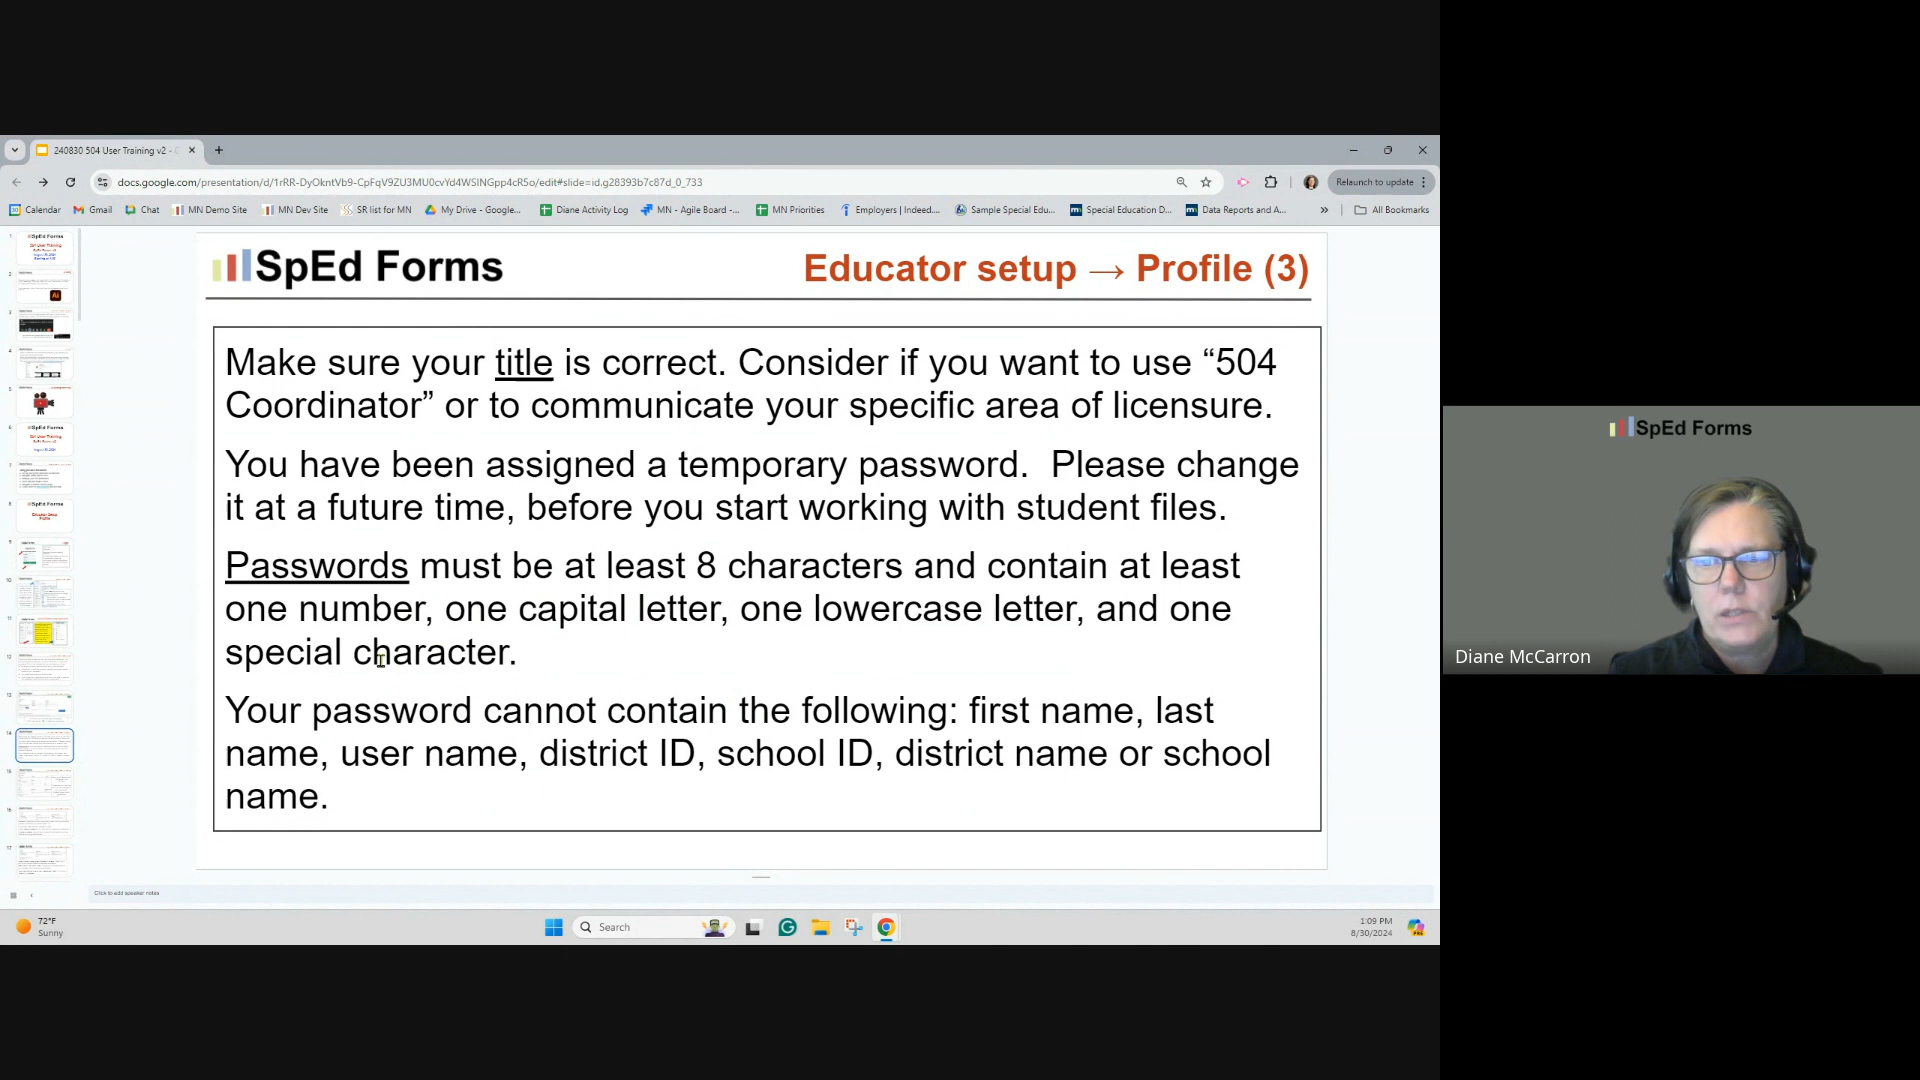 240830 504 User Training v2 -
docs.google.com/presentation/d/1rRR-DyOkntVb9-CpFqV9ZU3MU0cvYd4WSINGpp4cR5o/edit#slide=id.g28393b7c87d_0_733
Relaunch to update
Calendar
Gmail
Chat
MN Demo Site
MN Dev Site
SR list for MN
My Drive - Google...
Diane Activity Log
MN - Agile Board -...
MN Priorities
Employers | Indeed....
Sample Special Edu...
Special Education D...
Data Reports and A...
All Bookmarks
SpEd Forms
Educator setup → Profile (3)
Make sure your title is correct. Consider if you want to use “504
Coordinator” or to communicate your specific area of licensure.
You have been assigned a temporary password.  Please change
it at a future time, before you start working with student files.
Passwords must be at least 8 characters and contain at least
one number, one capital letter, one lowercase letter, and one
special character.
Your password cannot contain the following: first name, last
name, user name, district ID, school ID, district name or school
name.
Click to add speaker notes
72°F
Sunny
Search
1:09 PM
8/30/2024
SpEd Forms
Diane McCarron